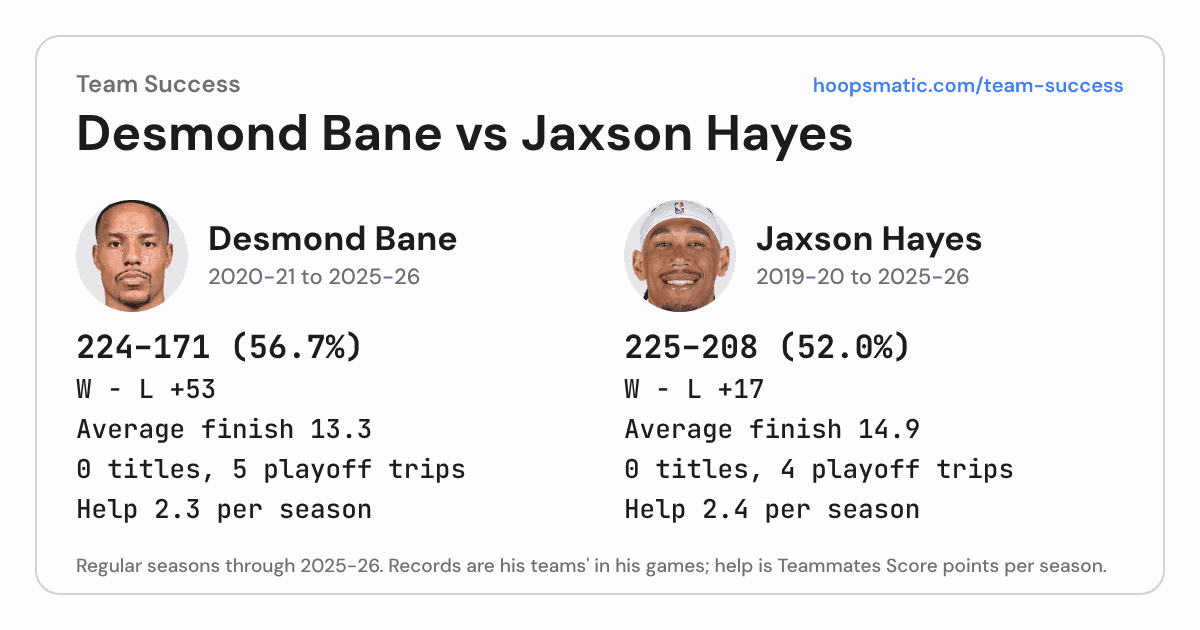 Team Success
hoopsmatic.com/team-success
Desmond Bane vs Jaxson Hayes
Desmond Bane
2020-21 to 2025-26
224-171 (56.7%)
W - L +53
Average finish 13.3
0 titles, 5 playoff trips
Help 2.3 per season
Jaxson Hayes
2019-20 to 2025-26
225-208 (52.0%)
W - L +17
Average finish 14.9
0 titles, 4 playoff trips
Help 2.4 per season
Regular seasons through 2025-26. Records are his teams' in his games; help is Teammates Score points per season.